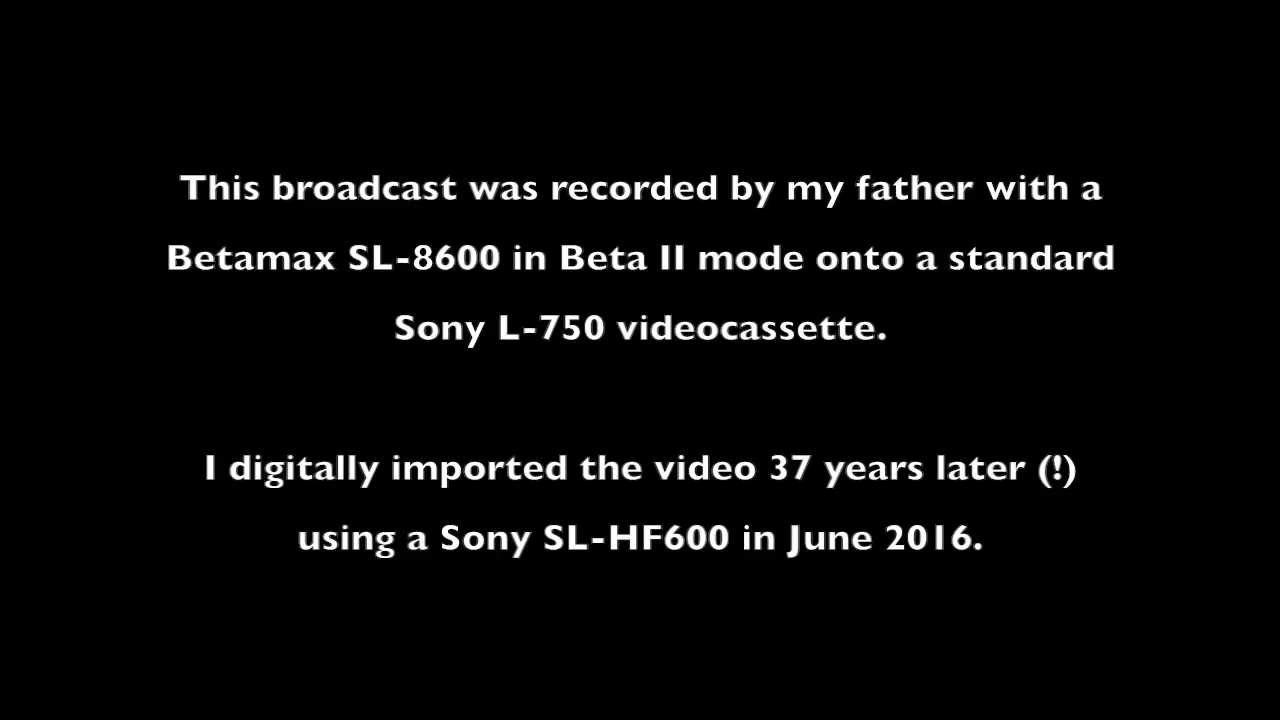 This broadcast was recorded by my father with a
Betamax SL-8600 in Beta II mode onto a standard
Sony L-750 videocassette.
I digitally imported the video 37 years later (!)
using a Sony SL-HF600 in June 2016.